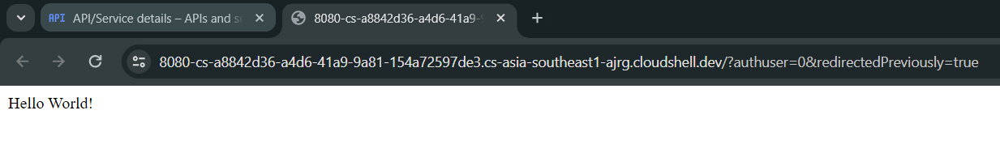 API API/Service details – APIs and
8080-cs-a8842d36-a4d6-41a9-
8080-cs-a8842d36-a4d6-41a9-9a81-154a72597de3.cs-asia-southeast1-ajrg.cloudshell.dev/?authuser=0&redirectedPreviously=true
Hello World!